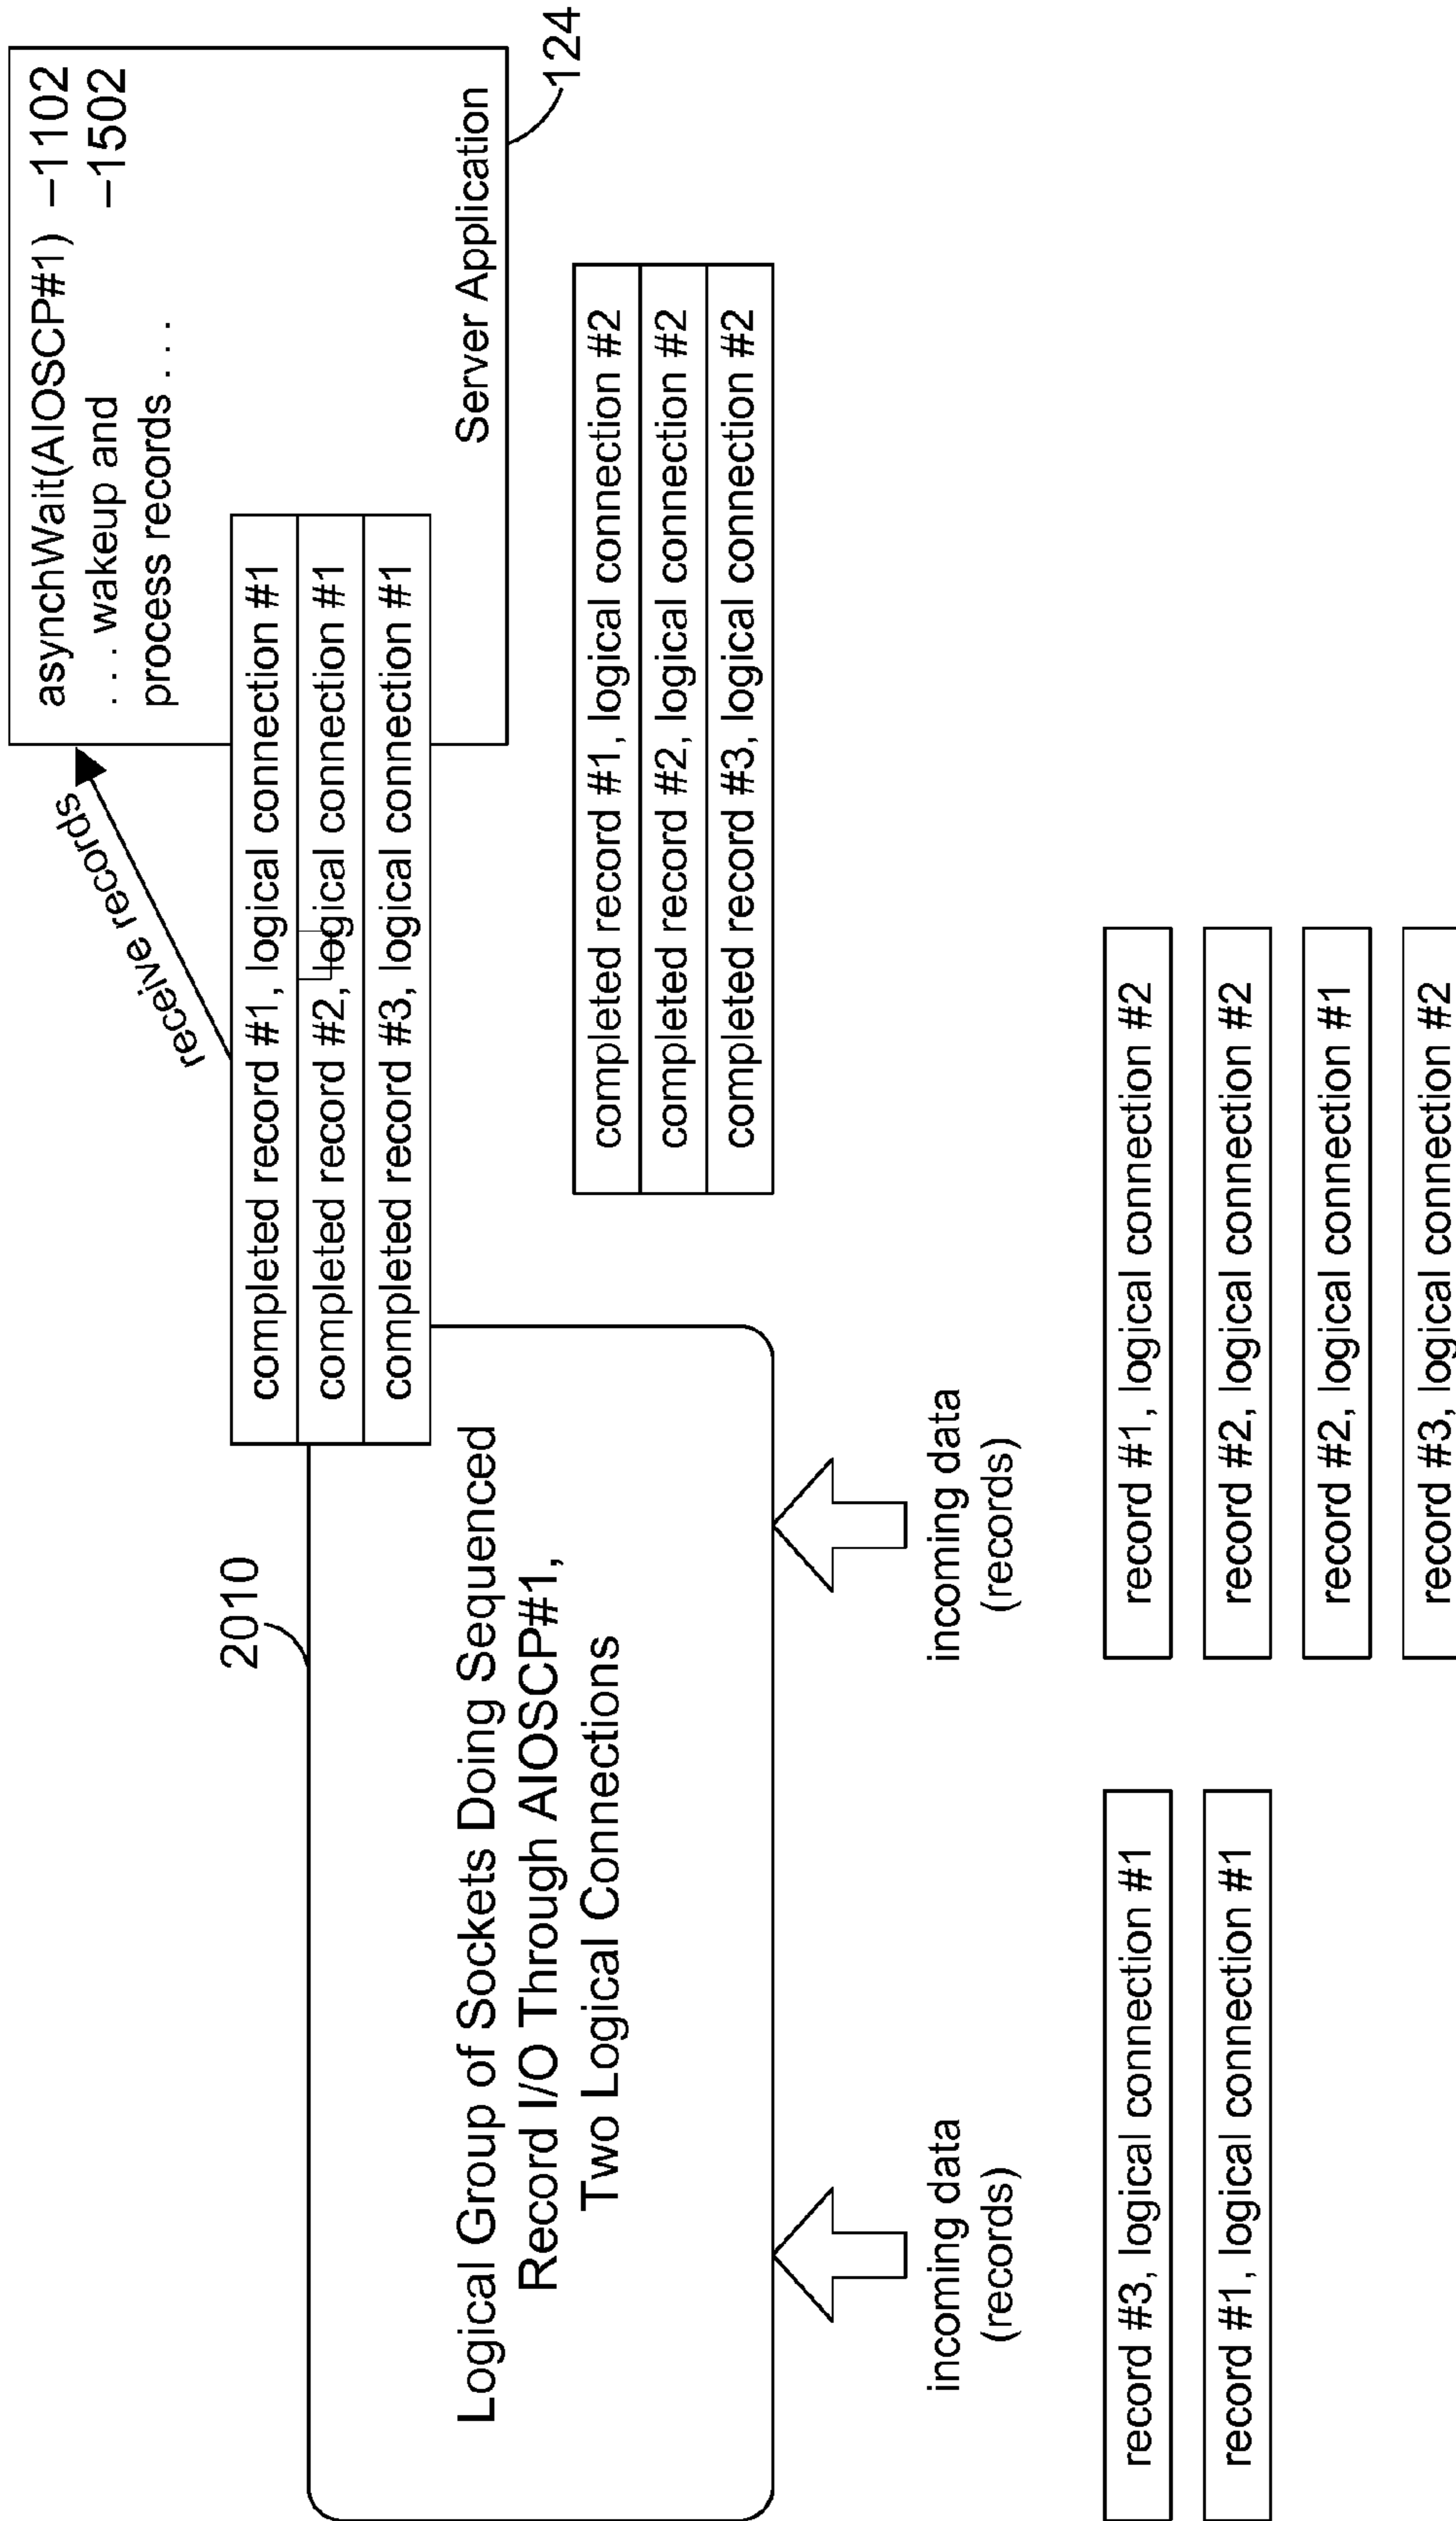 2010
Logical Group of Sockets Doing Sequenced
Record I/O Through AIOSCP#1,
Two Logical Connections
receive records
asynchWait(AIOSCP#1) –1102
. . . wakeup and –1502
process records . . . .
Server Application
124
completed record #1, logical connection #1
completed record #2, logical connection #1
completed record #3, logical connection #1
completed record #1, logical connection #2
completed record #2, logical connection #2
completed record #3, logical connection #2
incoming data
(records)
record #3, logical connection #1
record #1, logical connection #1
incoming data
(records)
record #1, logical connection #2
record #2, logical connection #2
record #2, logical connection #1
record #3, logical connection #2